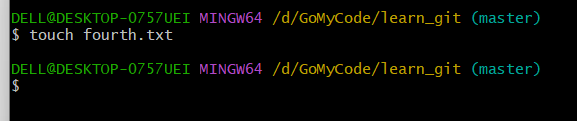 DELL@DESKTOP-0757UEI MINGW64 /d/GoMyCode/learn_git (master)
$ touch fourth.txt
DELL@DESKTOP-0757UEI MINGW64 /d/GoMyCode/learn_git (master)
$